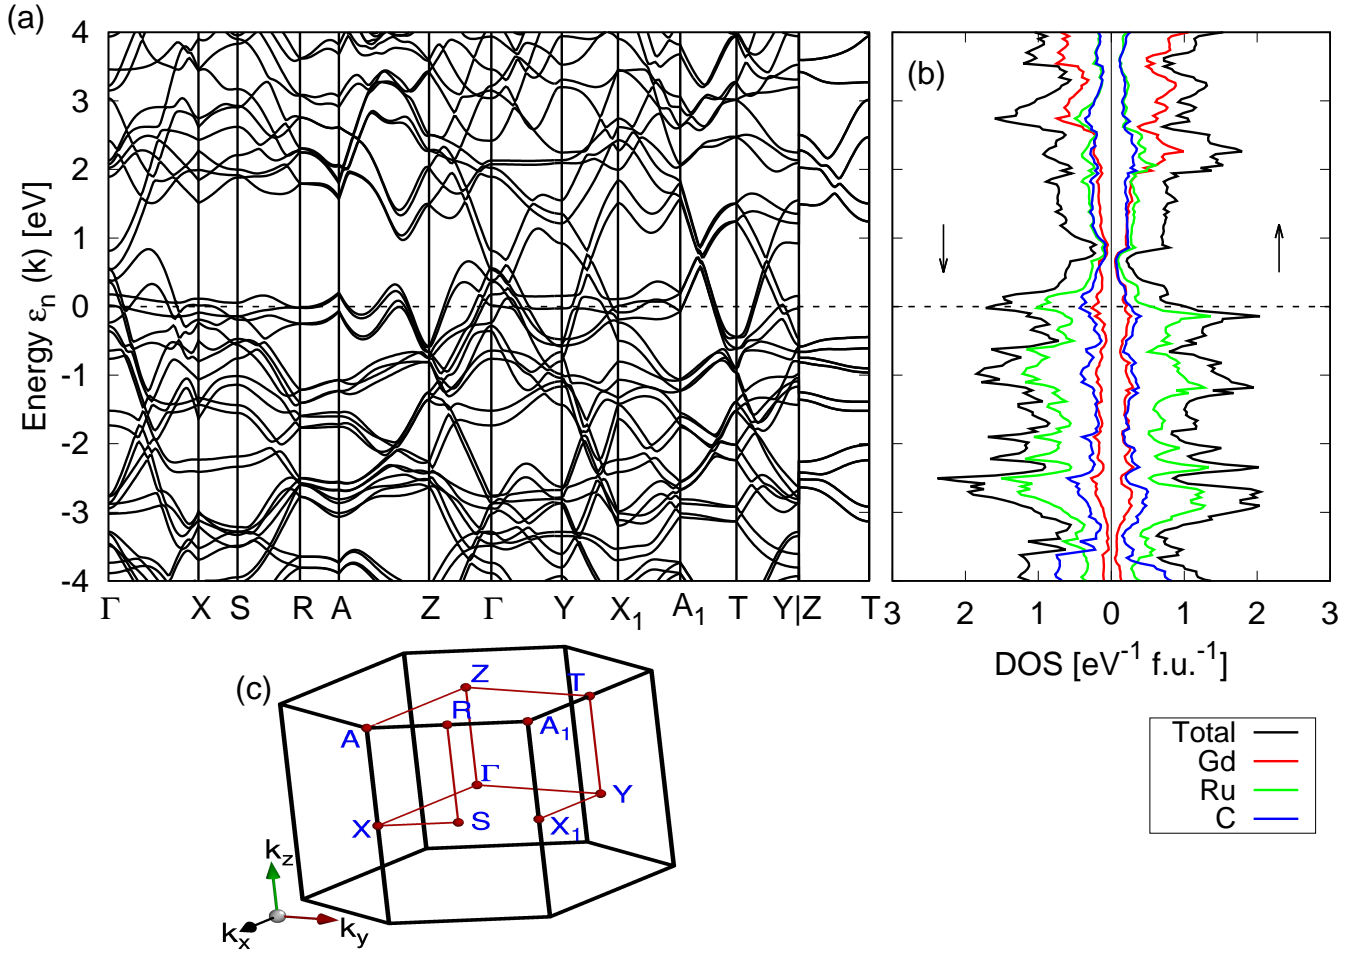 (a)
Energy εn (k) [eV]
4
3
2
1
0
-1
-2
-3
-4
Γ X S R A Z Γ Y X1 A1 T Y|Z T
(b)
3 2 1 0 1 2 3
DOS [eV-1 f.u.-1]
(c)
Z
T
R
A
A1
Γ
Y
X
S
X1
kz
kx
ky
Total
Gd
Ru
C